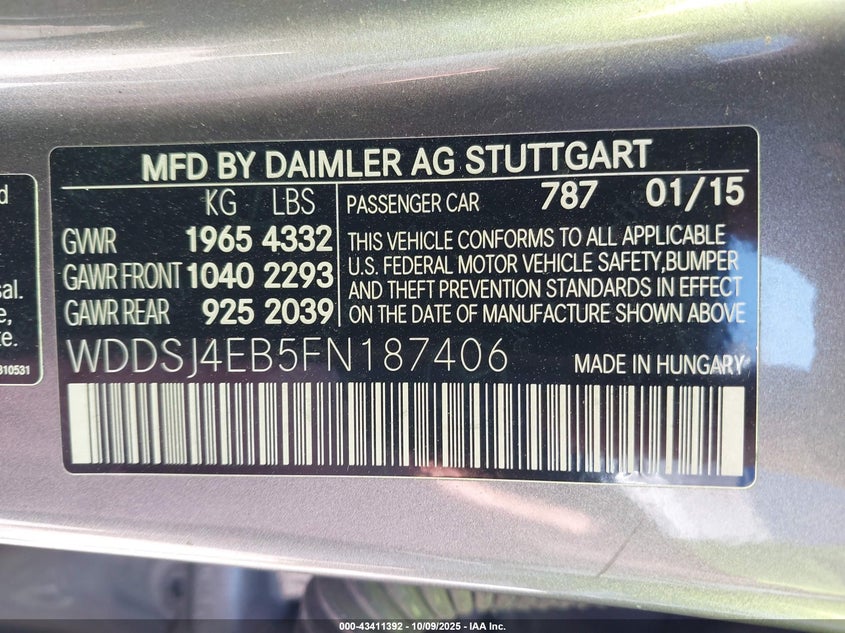 MFD BY DAIMLER AG STUTTGART
KG LBS
GVWR 1965 4332
GAWR FRONT 1040 2293
GAWR REAR 925 2039
PASSENGER CAR 787 01/15
THIS VEHICLE CONFORMS TO ALL APPLICABLE
U.S. FEDERAL MOTOR VEHICLE SAFETY, BUMPER
AND THEFT PREVENTION STANDARDS IN EFFECT
ON THE DATE OF MANUFACTURE SHOWN ABOVE
WDDSJ4EB5FN187406 MADE IN HUNGARY
000-43411392 - 10/09/2025 - IAA Inc.